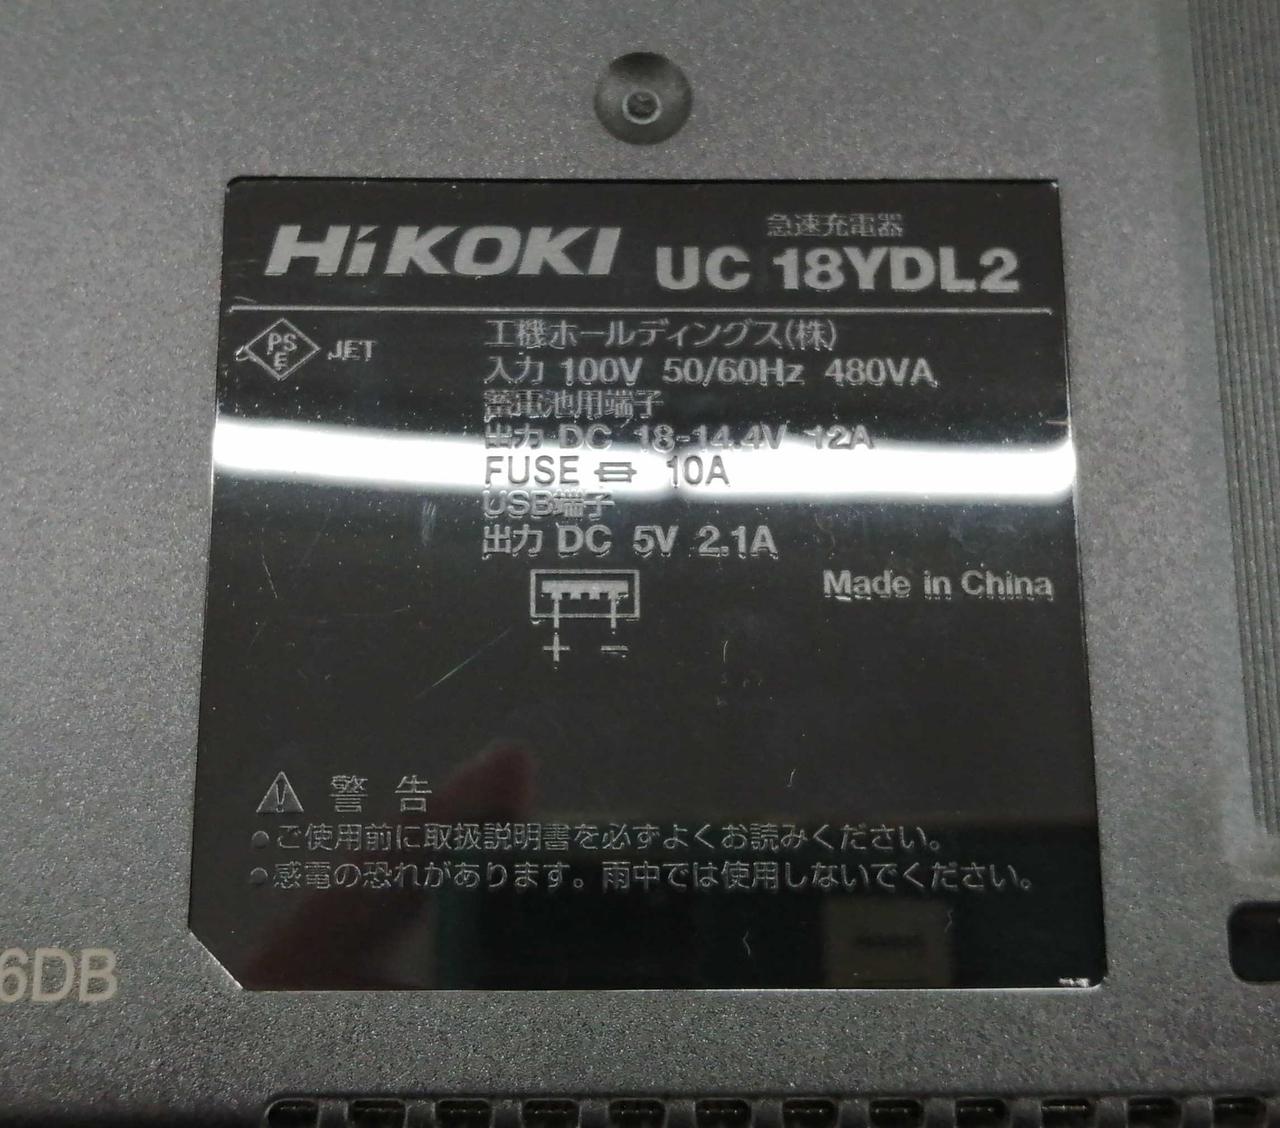 HiKOKI 急速充電器
UC 18YDL2
PSE JET
工機ホールディングス(株)
入力 100V 50/60Hz 480VA
蓄電池用端子
出力 DC 18-14.4V 12A
FUSE 10A
USB端子
出力 DC 5V 2.1A
Made in China
+ −
警告
●ご使用前に取扱説明書を必ずよくお読みください。
●感電の恐れがあります。雨中では使用しないでください。
6DB